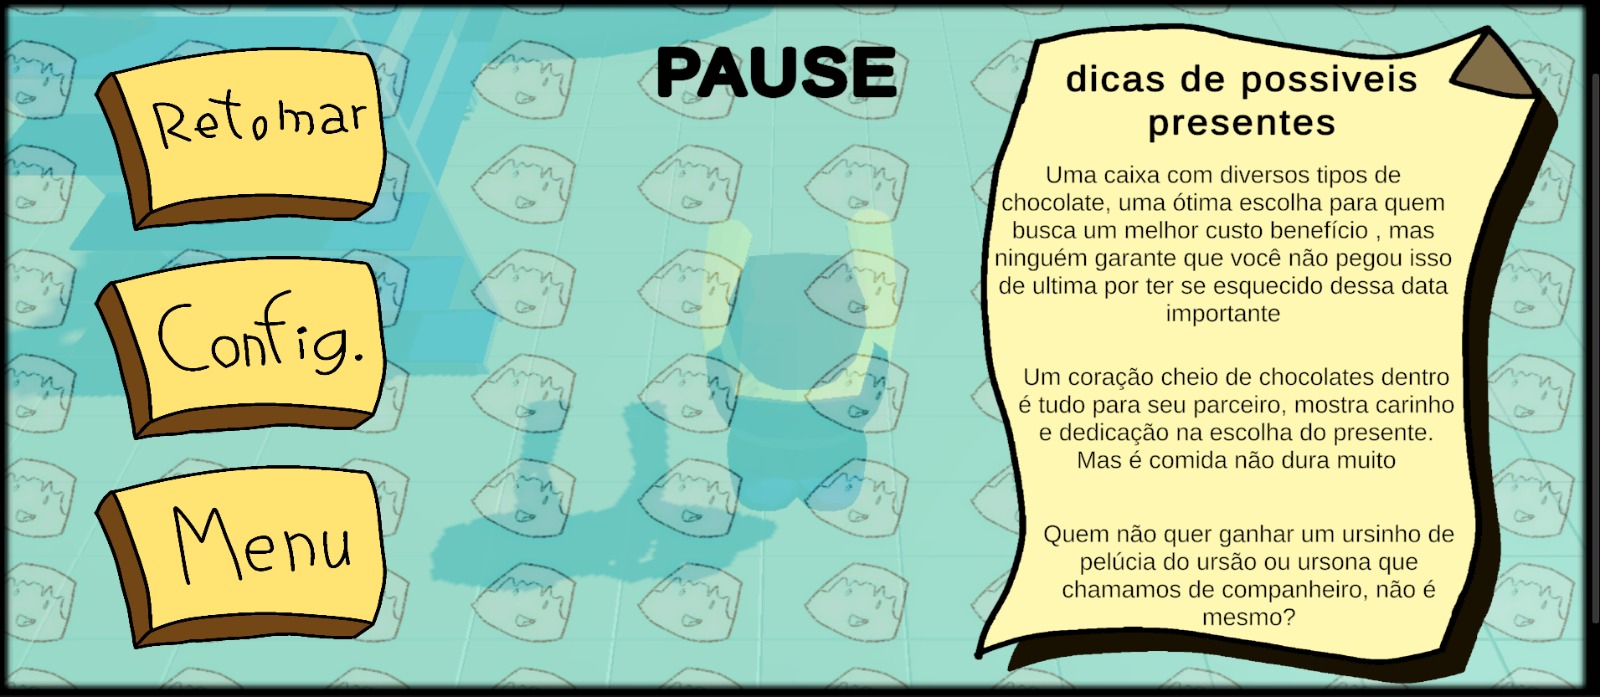 PAUSE
Retomar
Config.
Menu
dicas de possiveis
presentes
Uma caixa com diversos tipos de
chocolate, uma ótima escolha para quem
busca um melhor custo benefício , mas
ninguém garante que você não pegou isso
de ultima por ter se esquecido dessa data
importante
Um coração cheio de chocolates dentro
é tudo para seu parceiro, mostra carinho
e dedicação na escolha do presente.
Mas é comida não dura muito
Quem não quer ganhar um ursinho de
pelúcia do ursão ou ursona que
chamamos de companheiro, não é
mesmo?